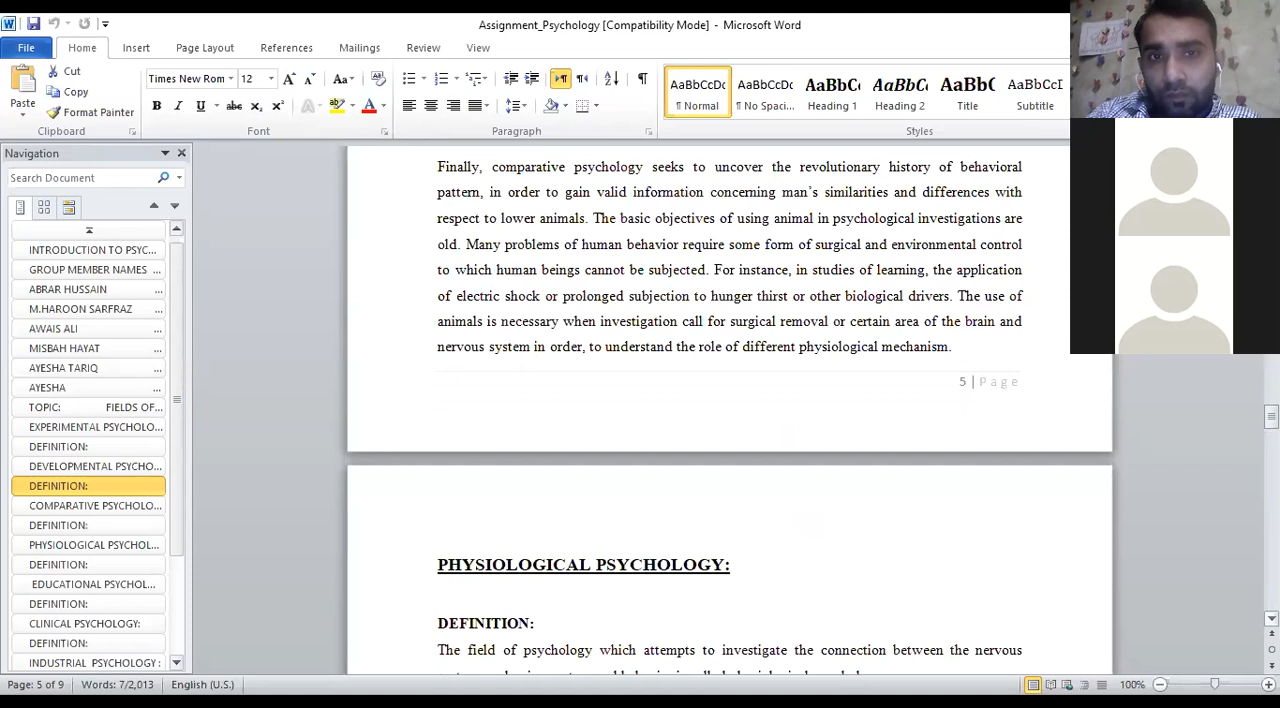 Assignment_Psychology [Compatibility Mode] - Microsoft Word
File Home Insert Page Layout References Mailings Review View
Paste
Cut
Copy
Format Painter
Clipboard
Times New Rom 12
Font
Paragraph
AaBbCcDc AaBbCcDc AaBbC AaBbC AaBb( AaBbCcD
¶ Normal ¶ No Spaci... Heading 1 Heading 2 Title Subtitle
Styles
Navigation
Search Document
INTRODUCTION TO PSYC...
GROUP MEMBER NAMES ...
ABRAR HUSSAIN ...
M.HAROON SARFRAZ ...
AWAIS ALI ...
MISBAH HAYAT ...
AYESHA TARIQ ...
AYESHA ...
TOPIC: FIELDS OF...
EXPERIMENTAL PSYCHOLO...
DEFINITION:
DEVELOPMENTAL PSYCHO...
DEFINITION:
COMPARATIVE PSYCHOLO...
DEFINITION:
PHYSIOLOGICAL PSYCHOL...
DEFINITION:
EDUCATIONAL PSYCHOL...
DEFINITION:
CLINICAL PSYCHOLOGY:
DEFINITION:
INDUSTRIAL PSYCHOLOGY :
Finally, comparative psychology seeks to uncover the revolutionary history of behavioral
pattern, in order to gain valid information concerning man’s similarities and differences with
respect to lower animals. The basic objectives of using animal in psychological investigations are
old. Many problems of human behavior require some form of surgical and environmental control
to which human beings cannot be subjected. For instance, in studies of learning, the application
of electric shock or prolonged subjection to hunger thirst or other biological drivers. The use of
animals is necessary when investigation call for surgical removal or certain area of the brain and
nervous system in order, to understand the role of different physiological mechanism.
5 | P a g e
PHYSIOLOGICAL PSYCHOLOGY:
DEFINITION:
The field of psychology which attempts to investigate the connection between the nervous
Page: 5 of 9 Words: 7/2,013 English (U.S.) 100%